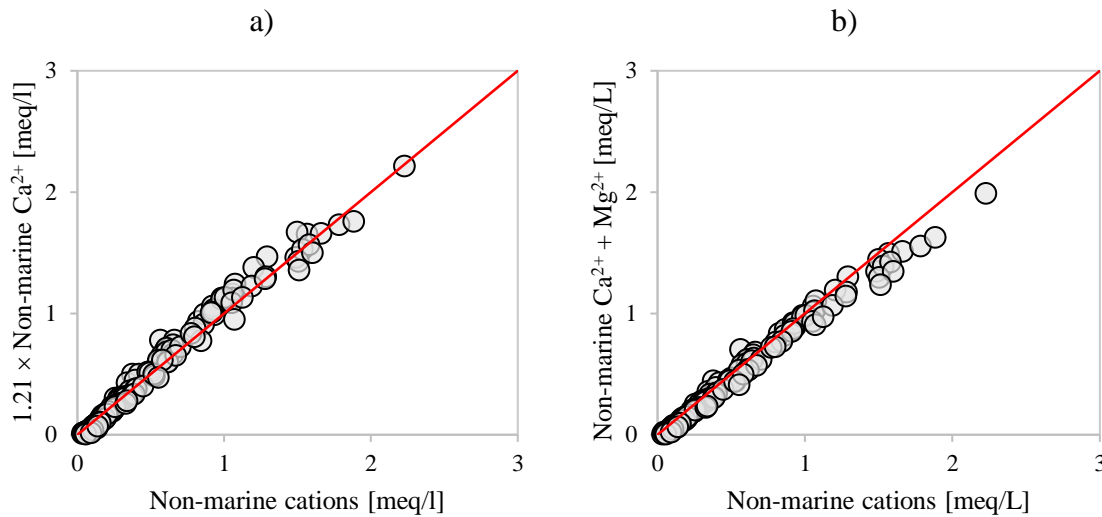 a)
3
2
1
0
0
1
2
3
1.21 × Non-marine Ca²⁺ [meq/l]
Non-marine cations [meq/l]
b)
3
2
1
0
0
1
2
3
Non-marine Ca²⁺ + Mg²⁺ [meq/L]
Non-marine cations [meq/L]